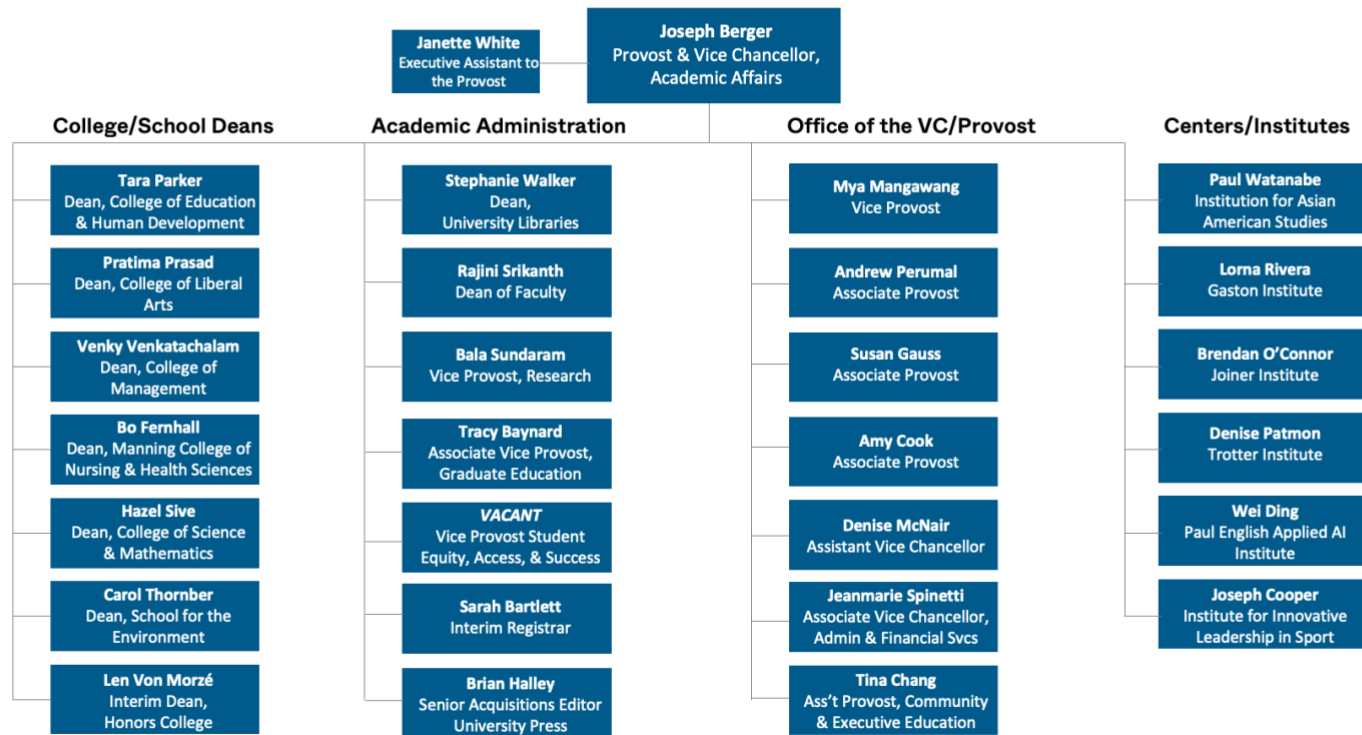 Janette White
Executive Assistant to
the Provost
Joseph Berger
Provost & Vice Chancellor,
Academic Affairs
College/School Deans
Academic Administration
Office of the VC/Provost
Centers/Institutes
Tara Parker
Dean, College of Education
& Human Development
Pratima Prasad
Dean, College of Liberal
Arts
Venky Venkatachalam
Dean, College of
Management
Bo Fernhall
Dean, Manning College of
Nursing & Health Sciences
Hazel Sive
Dean, College of Science
& Mathematics
Carol Thornber
Dean, School for the
Environment
Len Von Morzé
Interim Dean,
Honors College
Stephanie Walker
Dean,
University Libraries
Rajini Srikanth
Dean of Faculty
Bala Sundaram
Vice Provost, Research
Tracy Baynard
Associate Vice Provost,
Graduate Education
VACANT
Vice Provost Student
Equity, Access, & Success
Sarah Bartlett
Interim Registrar
Brian Halley
Senior Acquisitions Editor
University Press
Mya Mangawang
Vice Provost
Andrew Perumal
Associate Provost
Susan Gauss
Associate Provost
Amy Cook
Associate Provost
Denise McNair
Assistant Vice Chancellor
Jeanmarie Spinetti
Associate Vice Chancellor,
Admin & Financial Svcs
Tina Chang
Ass't Provost, Community
& Executive Education
Paul Watanabe
Institution for Asian
American Studies
Lorna Rivera
Gaston Institute
Brendan O'Connor
Joiner Institute
Denise Patmon
Trotter Institute
Wei Ding
Paul English Applied AI
Institute
Joseph Cooper
Institute for Innovative
Leadership in Sport